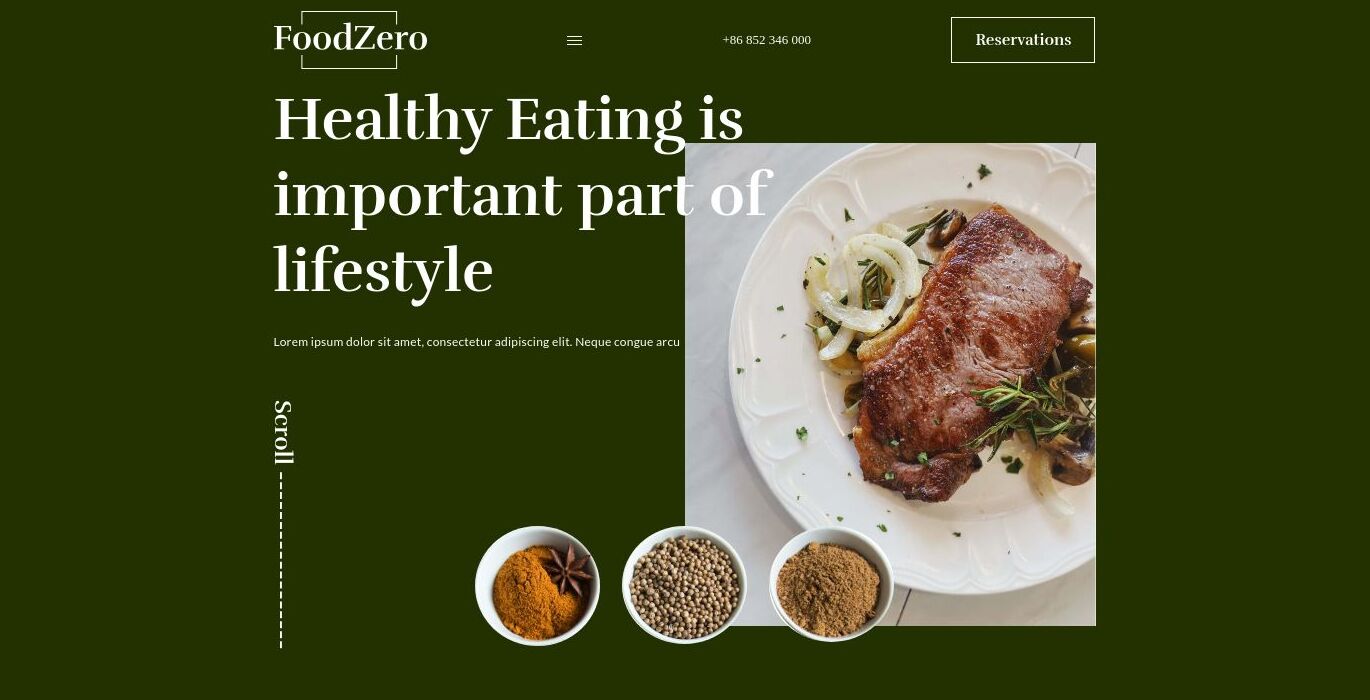 FoodZero
+86 852 346 000
Reservations
Healthy Eating is
important part of
lifestyle
Lorem ipsum dolor sit amet, consectetur adipiscing elit. Neque congue arcu
Scroll